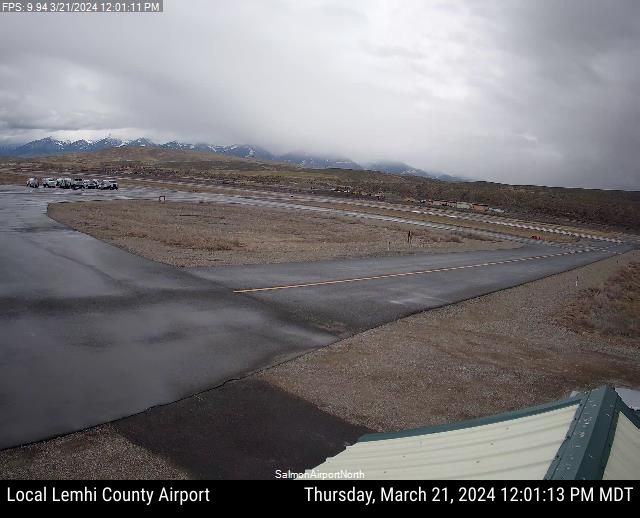 FPS: 9.94 3/21/2024 12:01:11 PM
SalmonAirportNorth
Local Lemhi County Airport
Thursday, March 21, 2024 12:01:13 PM MDT